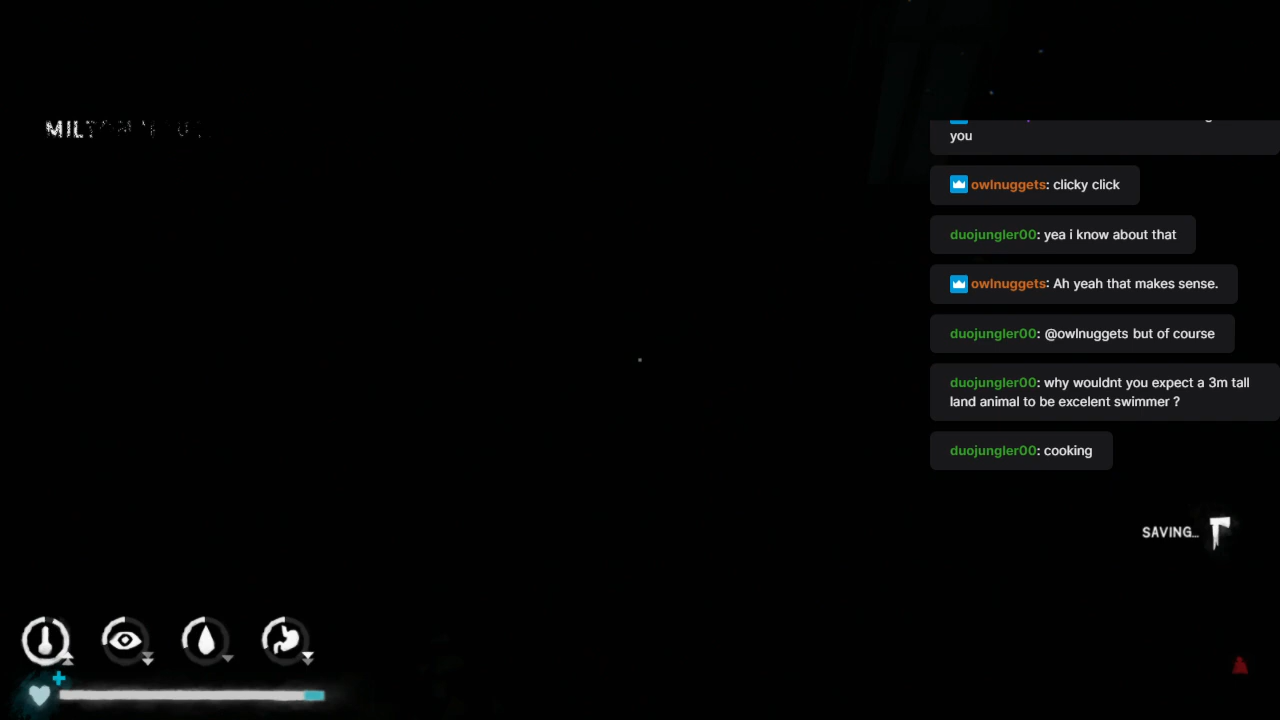 you
owlnuggets: clicky click
duojungler00: yea i know about that
owlnuggets: Ah yeah that makes sense.
duojungler00: @owlnuggets but of course
duojungler00: why wouldnt you expect a 3m tall
land animal to be excelent swimmer ?
duojungler00: cooking
SAVING...